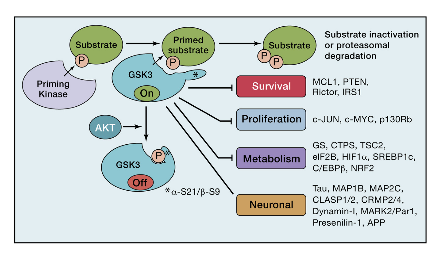 Substrate
P
Priming
Kinase
GSK3
P
On
Primed
substrate
P
*
Substrate
P
P
Substrate inactivation
or proteasomal
degradation
AKT
GSK3
P
*
Off
*α-S21/β-S9
Survival
MCL1, PTEN,
Rictor, IRS1
Proliferation
c-JUN, c-MYC, p130Rb
Metabolism
GS, CTPS, TSC2,
eIF2B, HIF1α, SREBP1c,
C/EBPβ, NRF2
Neuronal
Tau, MAP1B, MAP2C,
CLASP1/2, CRMP2/4,
Dynamin-I, MARK2/Par1,
Presenilin-1, APP